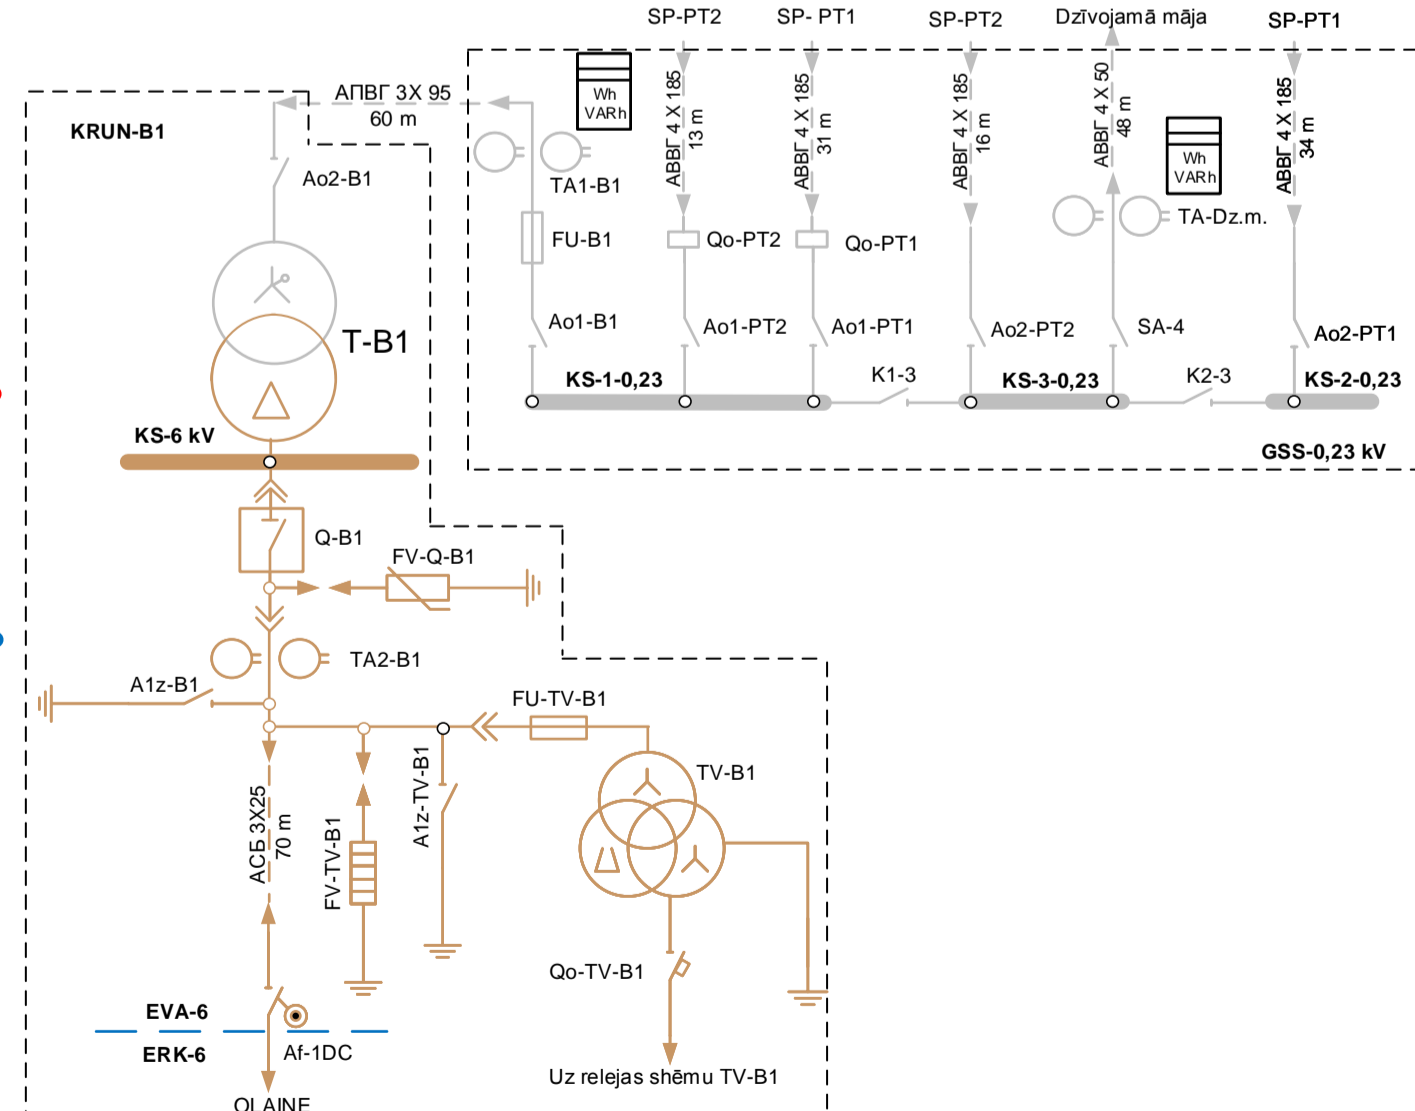 SP-PT2
SP- PT1
SP-PT2
Dzīvojamā māja
SP-PT1
KRUN-B1
АПВГ 3X 95
60 m
Wh
VARh
АВВГ 4 X 185
13 m
АВВГ 4 X 185
31 m
АВВГ 4 X 185
16 m
АВВГ 4 X 50
48 m
Wh
VARh
АВВГ 4 X 185
34 m
Ao2-B1
TA1-B1
TA-Dz.m.
FU-B1
Qo-PT2
Qo-PT1
T-B1
Ao1-B1
Ao1-PT2
Ao1-PT1
Ao2-PT2
SA-4
Ao2-PT1
KS-1-0,23
K1-3
KS-3-0,23
K2-3
KS-2-0,23
KS-6 kV
GSS-0,23 kV
Q-B1
FV-Q-B1
TA2-B1
A1z-B1
FU-TV-B1
TV-B1
АСБ 3X25
70 m
FV-TV-B1
A1z-TV-B1
Qo-TV-B1
EVA-6
ERK-6
Af-1DC
Uz relejas shēmu TV-B1
OLAINE